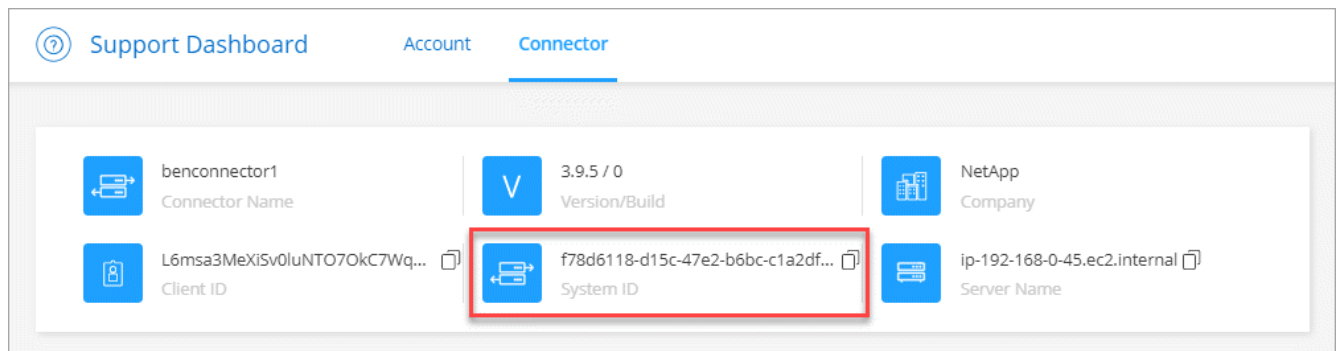 Support Dashboard Account Connector
benconnector1 3.9.5 / 0 NetApp
Connector Name Version/Build Company
L6msa3MeXiSv0luNTO7OkC7Wq... f78d6118-d15c-47e2-b6bc-c1a2df... ip-192-168-0-45.ec2.internal
Client ID System ID Server Name